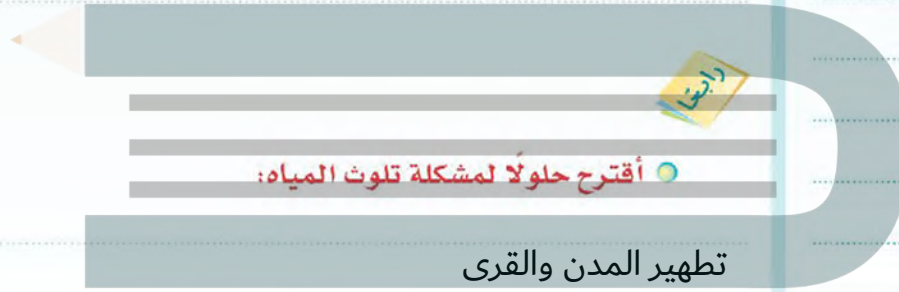 رابعًا
أقترح حلولًا لمشكلة تلوث المياه:
تطهير المدن والقرى